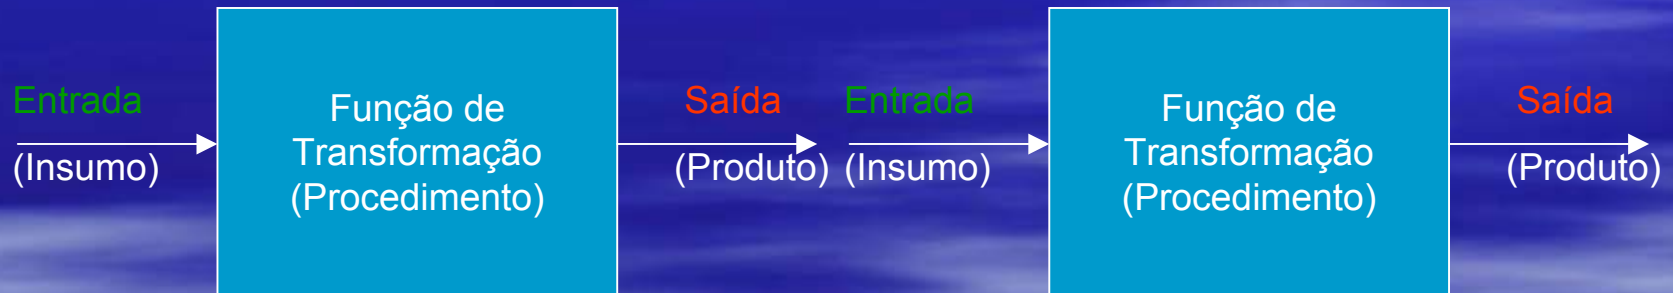 Entrada
(Insumo)
Função de
Transformação
(Procedimento)
Saída
(Produto)
Entrada
(Insumo)
Função de
Transformação
(Procedimento)
Saída
(Produto)